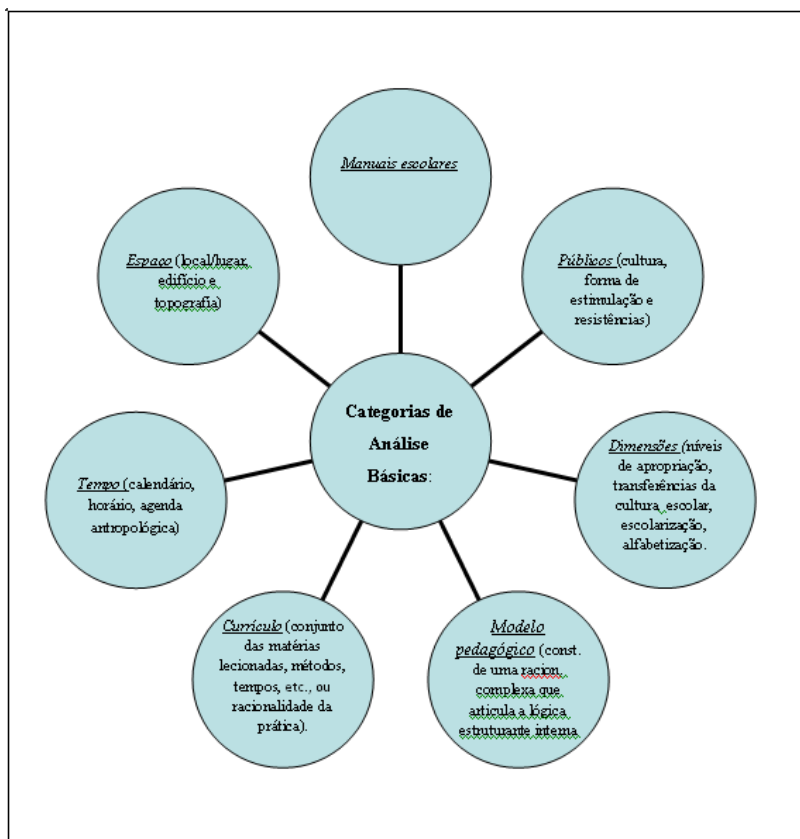 Manuais escolares
Públicos (cultura,
forma de
estimulação e
resistências)
Dimensões (níveis
de apropriação,
transferências da
cultura escolar,
escolarização,
alfabetização.
Modelo
pedagógico (const.
de uma racion.
complexa que
articula a lógica
estruturante interna
Currículo (conjunto
das matérias
lecionadas, métodos,
tempos, etc., ou
racionalidade da
prática).
Tempo (calendário,
horário, agenda
antropológica)
Espaço (local/lugar,
edifício e
topografia)
Categorias de
Análise
Básicas: